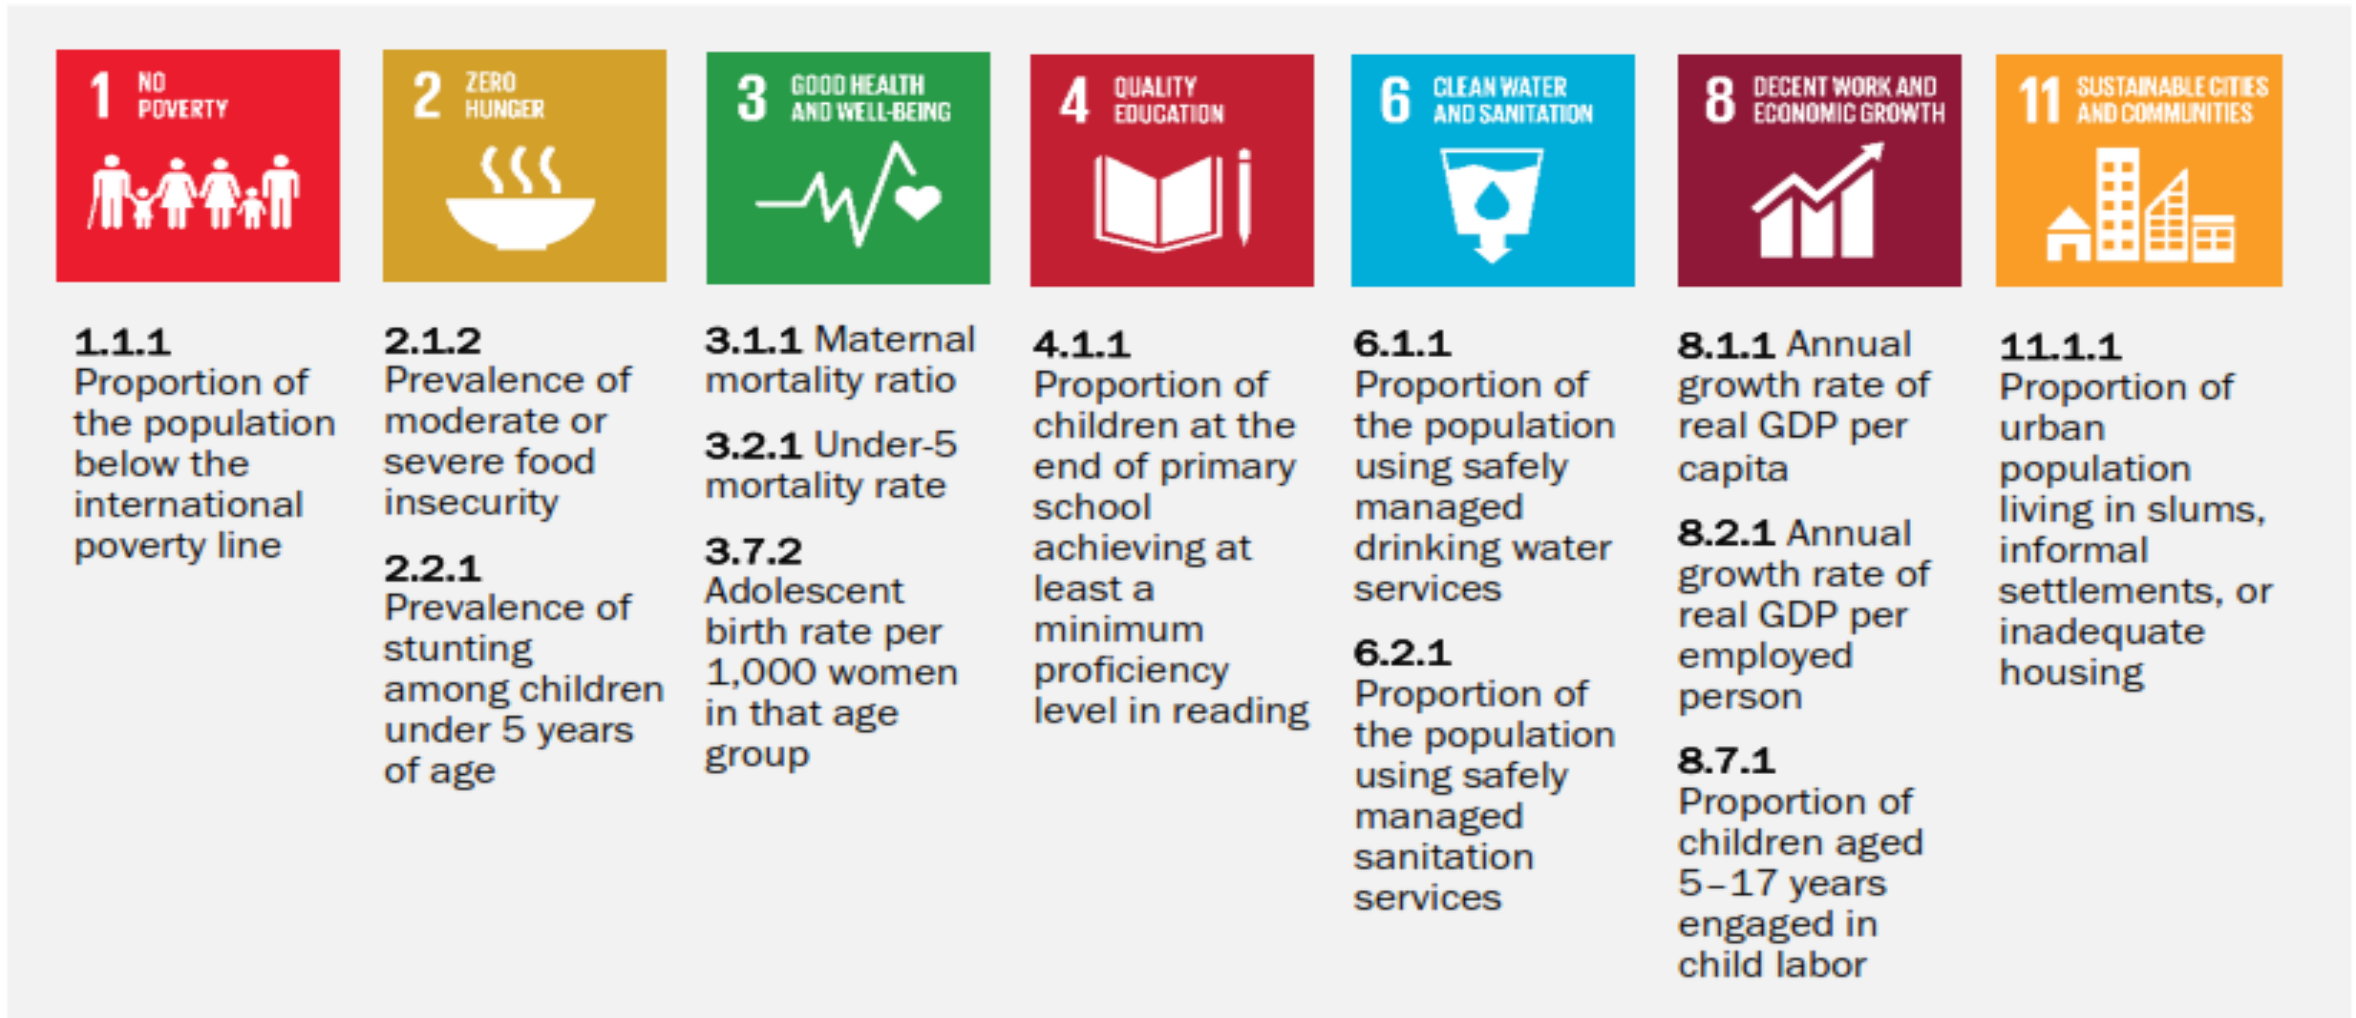 1 NO
POVERTY
1.1.1
Proportion of
the population
below the
international
poverty line
2 ZERO
HUNGER
2.1.2
Prevalence of
moderate or
severe food
insecurity
2.2.1
Prevalence of
stunting
among children
under 5 years
of age
3 GOOD HEALTH
AND WELL-BEING
3.1.1 Maternal
mortality ratio
3.2.1 Under-5
mortality rate
3.7.2
Adolescent
birth rate per
1,000 women
in that age
group
4 QUALITY
EDUCATION
4.1.1
Proportion of
children at the
end of primary
school
achieving at
least a
minimum
proficiency
level in reading
6 CLEAN WATER
AND SANITATION
6.1.1
Proportion of
the population
using safely
managed
drinking water
services
6.2.1
Proportion of
the population
using safely
managed
sanitation
services
8 DECENT WORK AND
ECONOMIC GROWTH
8.1.1 Annual
growth rate of
real GDP per
capita
8.2.1 Annual
growth rate of
real GDP per
employed
person
8.7.1
Proportion of
children aged
5–17 years
engaged in
child labor
11 SUSTAINABLE CITIES
AND COMMUNITIES
11.1.1
Proportion of
urban
population
living in slums,
informal
settlements, or
inadequate
housing